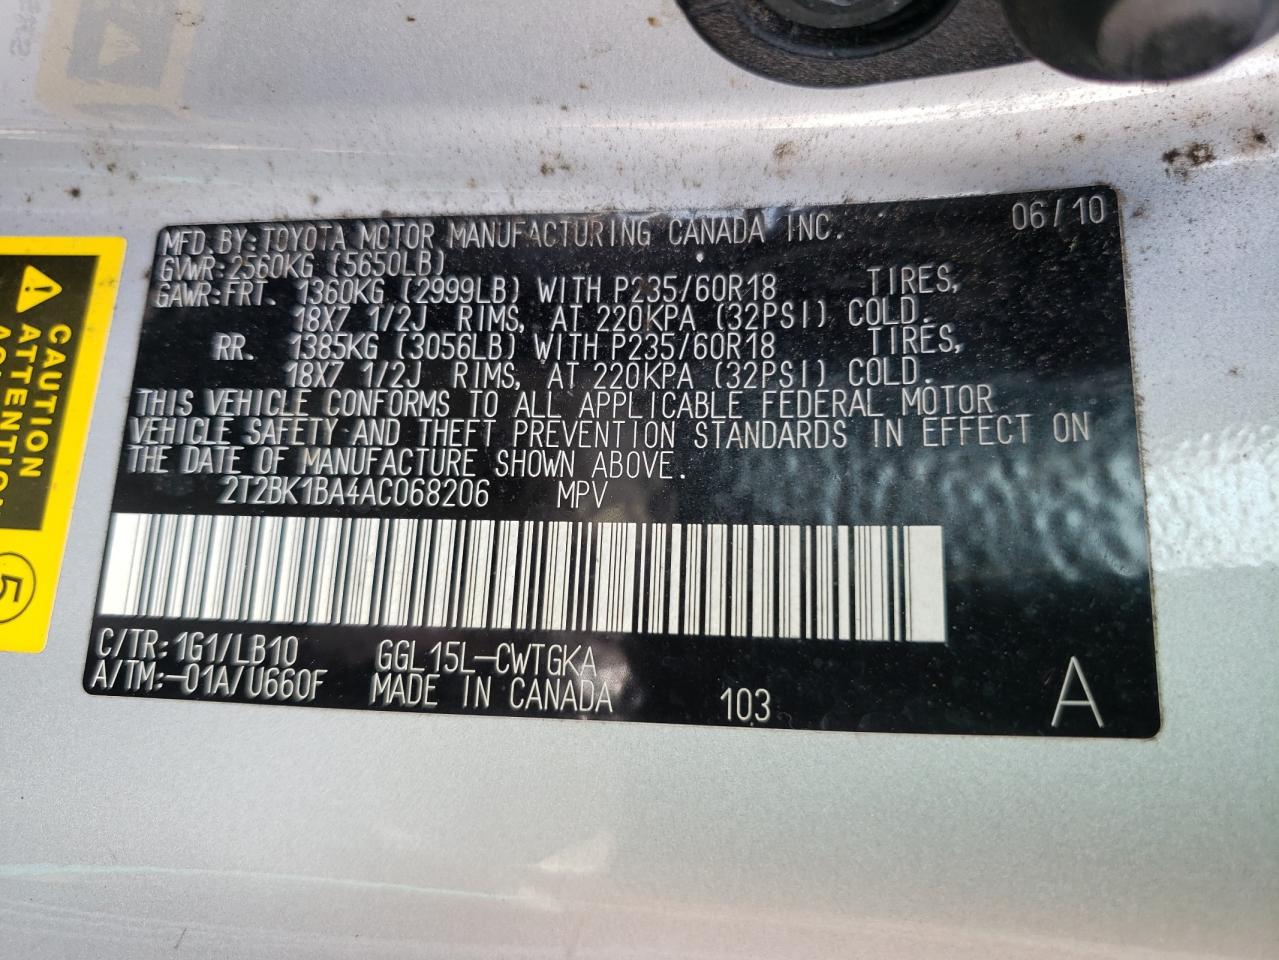 MFD. BY: TOYOTA MOTOR MANUFACTURING CANADA INC. 06/10
GVWR: 2560KG (5650LB)
GAWR: FRT. 1360KG (2999LB) WITH P235/60R18 TIRES,
18X7 1/2J RIMS, AT 220KPA (32PSI) COLD.
RR. 1385KG (3056LB) WITH P235/60R18 TIRES,
18X7 1/2J RIMS, AT 220KPA (32PSI) COLD.
THIS VEHICLE CONFORMS TO ALL APPLICABLE FEDERAL MOTOR
VEHICLE SAFETY AND THEFT PREVENTION STANDARDS IN EFFECT ON
THE DATE OF MANUFACTURE SHOWN ABOVE.
2T2BK1BA4AC068206 MPV
C/TR: 1G1/LB10 GGL15L-CWTGKA
A/TM:-01A/U660F MADE IN CANADA 103 A
CAUTION
ATTENTION
5